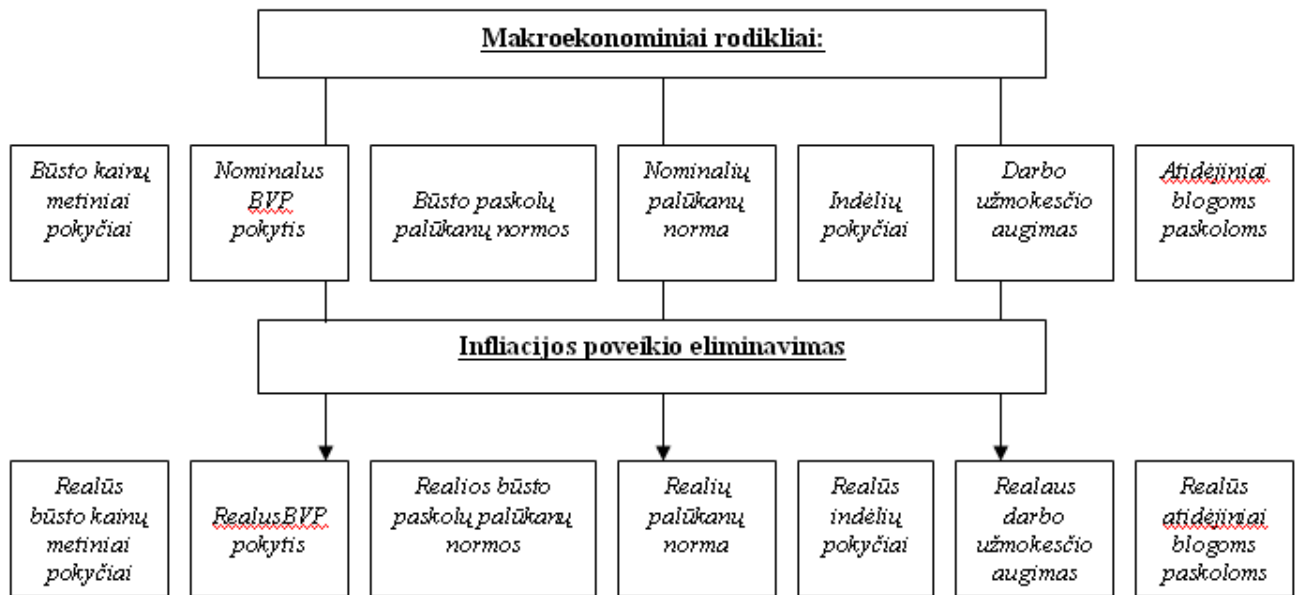 Makroekonominiai rodikliai:
Būsto kainų
metiniai
pokyčiai
Nominalus
BVP
pokytis
Būsto paskolų
palūkanų normos
Nominalių
palūkanų
norma
Indėlių
pokyčiai
Darbo
užmokesčio
augimas
Atidėjiniai
blogoms
paskoloms
Infliacijos poveikio eliminavimas
Realūs
būsto kainų
metiniai
pokyčiai
RealusBVP
pokytis
Realios būsto
paskolų palūkanų
normos
Realių
palūkanų
norma
Realūs
indėlių
pokyčiai
Realaus
darbo
užmokesčio
augimas
Realūs
atidėjiniai
blogoms
paskoloms